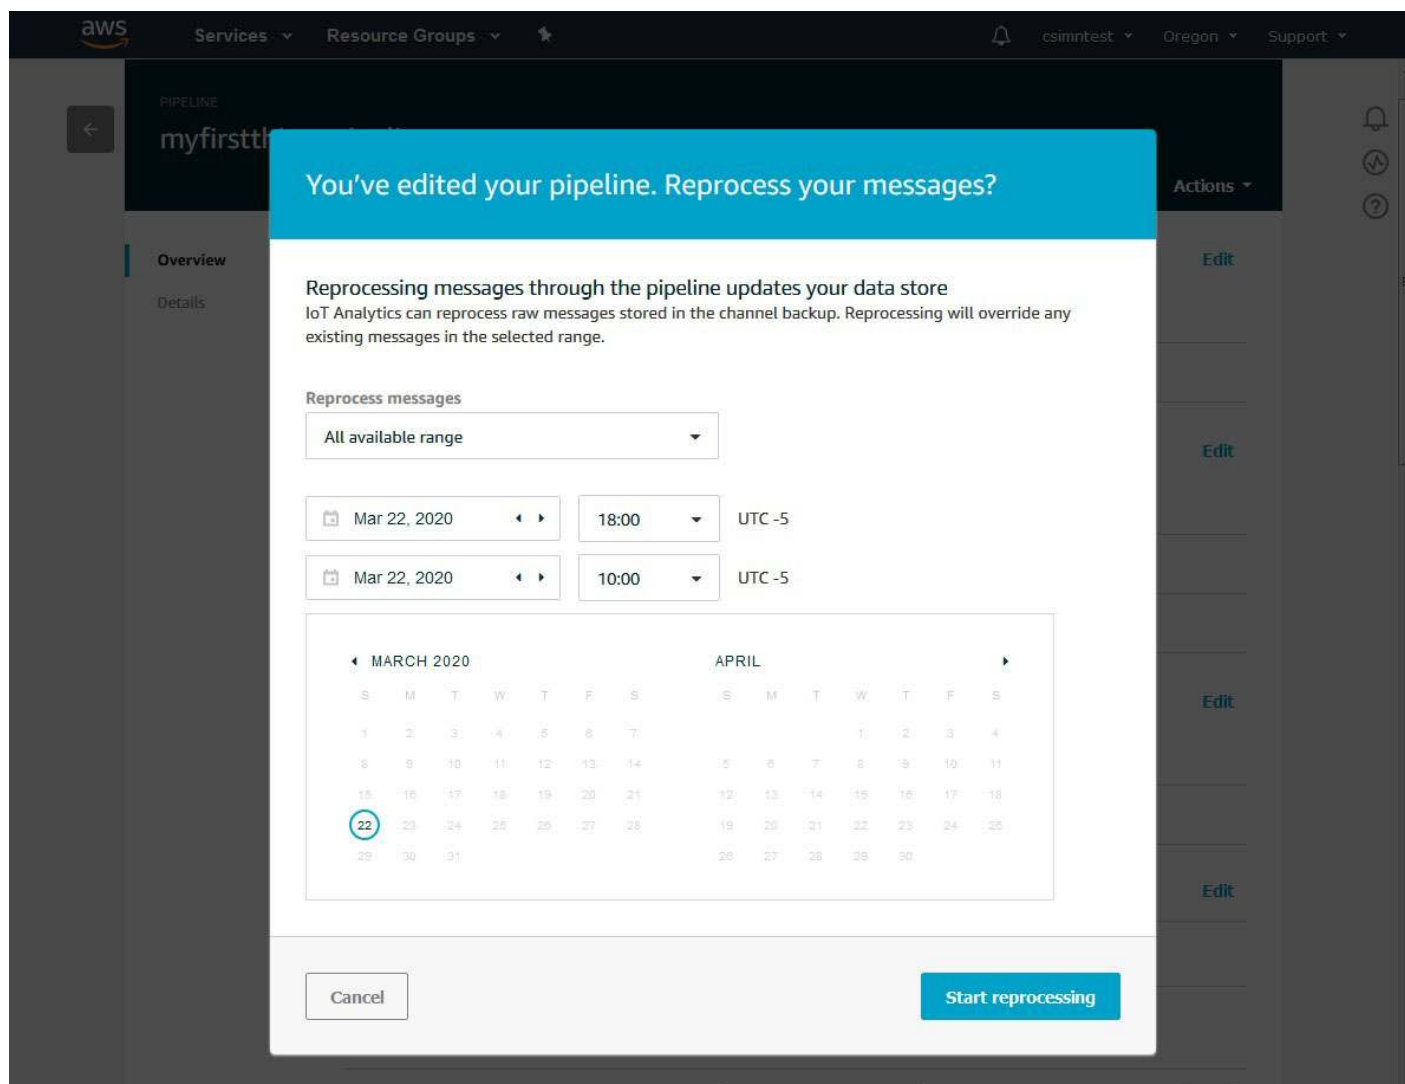 aws Services Resource Groups csimntest Oregon Support
PIPELINE
myfirstth
You've edited your pipeline. Reprocess your messages?
Actions
Overview
Edit
Details
Reprocessing messages through the pipeline updates your data store
IoT Analytics can reprocess raw messages stored in the channel backup. Reprocessing will override any
existing messages in the selected range.
Reprocess messages
All available range
Edit
Mar 22, 2020 18:00 UTC -5
Mar 22, 2020 10:00 UTC -5
MARCH 2020 APRIL
S M T W T F S S M T W T F S
Edit
1 2 3 4 5 6 7 1 2 3 4
8 9 10 11 12 13 14 5 6 7 8 9 10 11
15 16 17 18 19 20 21 12 13 14 15 16 17 18
22 23 24 25 26 27 28 19 20 21 22 23 24 25
29 30 31 26 27 28 29 30
Edit
Cancel Start reprocessing